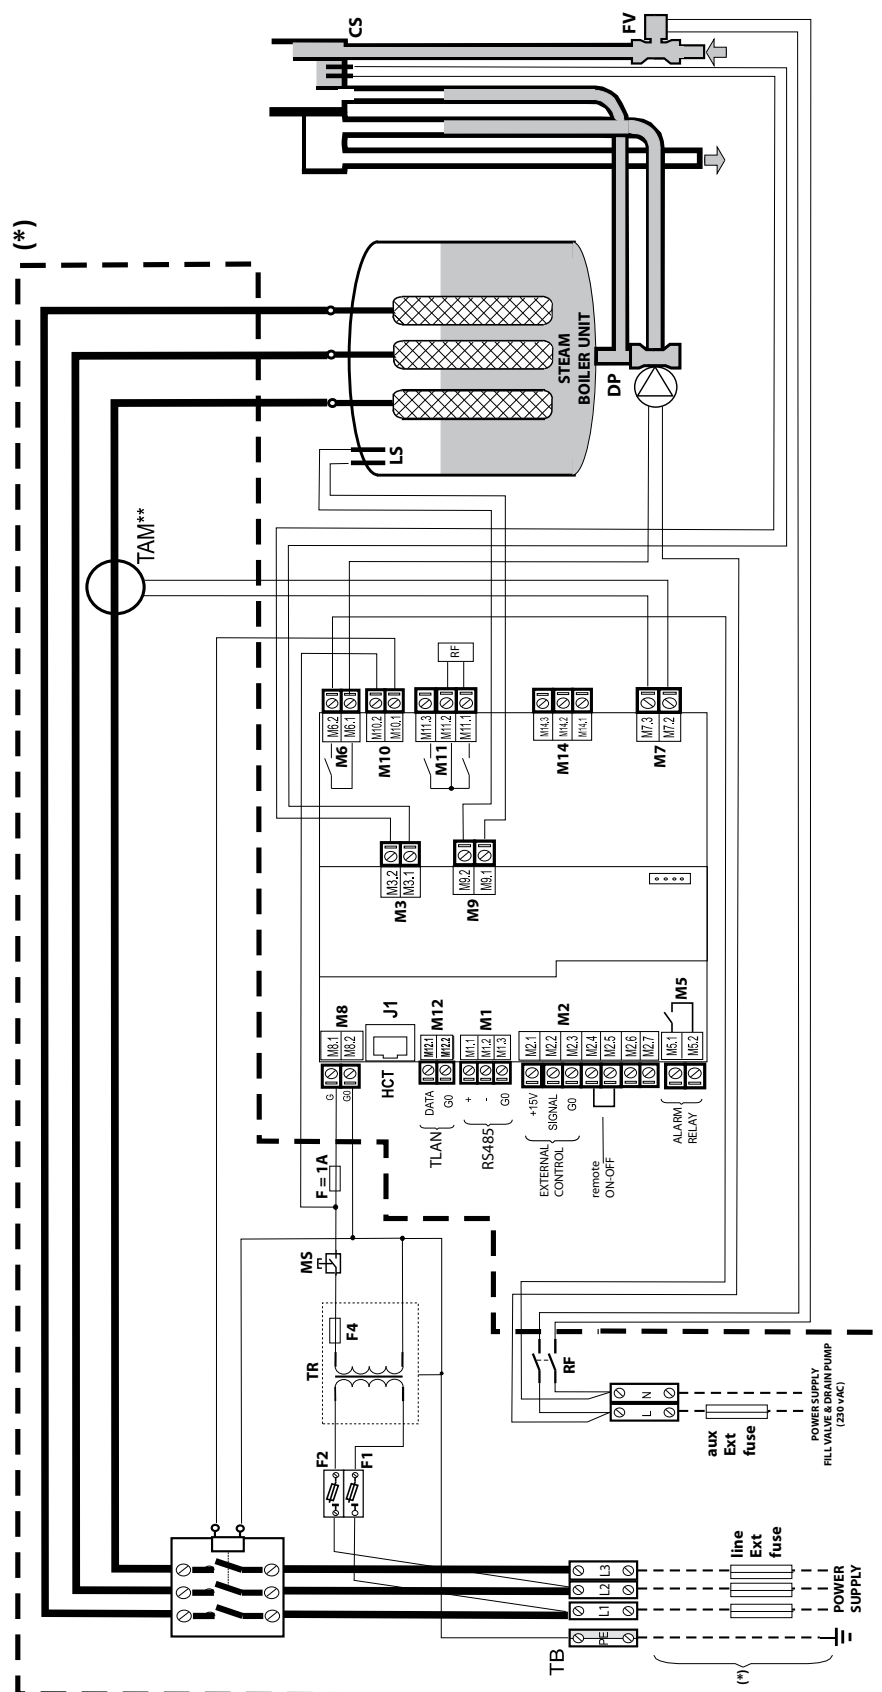 CS
FV
(*)
STEAM
BOILER UNIT
DP
LS
TAM**
RF
M6.2
M6.1
M6
M10.2
M10.1
M10
M11.3
M11.2
M11.1
M11
M14.3
M14.2
M14.1
M14
M7.3
M7.2
M7
M3.2
M3.1
M3
M9.2
M9.1
M9
M8
M8.1
M8.2
G
G0
J1
HCT
M12
M12.1
M12.2
DATA
G0
TLAN
M1
M1.1
M1.2
M1.3
+
-
G0
RS485
M2
M2.1
M2.2
M2.3
M2.4
M2.5
M2.6
M2.7
+15V
SIGNAL
G0
EXTERNAL
CONTROL
remote
ON-OFF
M5
M5.1
M5.2
ALARM
RELAY
F = 1A
MS
F4
TR
F2
F1
RF
N
L
aux
Ext
fuse
POWER SUPPLY
FILL VALVE & DRAIN PUMP
(230 vAC)
L3
L2
L1
PE
TB
line
Ext
fuse
POWER
SUPPLY
(*)